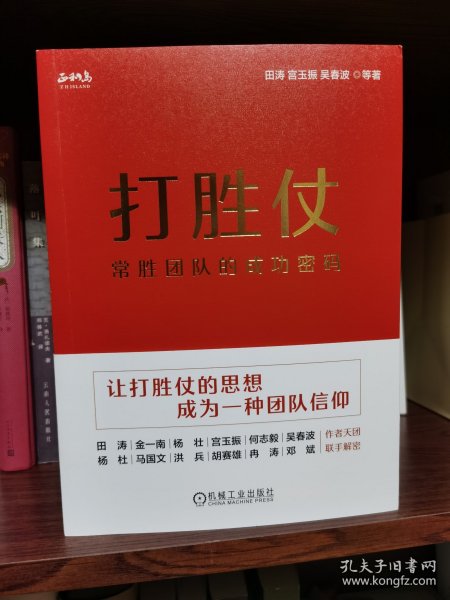 正和岛
ZHISLAND
田涛 宫玉振 吴春波 ◎等著
打胜仗
常胜团队的成功密码
让打胜仗的思想
成为一种团队信仰
田 涛|金一南|杨 壮|宫玉振|何志毅|吴春波|作者天团
杨 杜|马国文|洪 兵|胡赛雄|冉 涛|邓 斌|联手解密
机械工业出版社
CHINA MACHINE PRESS
孔夫子旧书网
www.kongfz.com